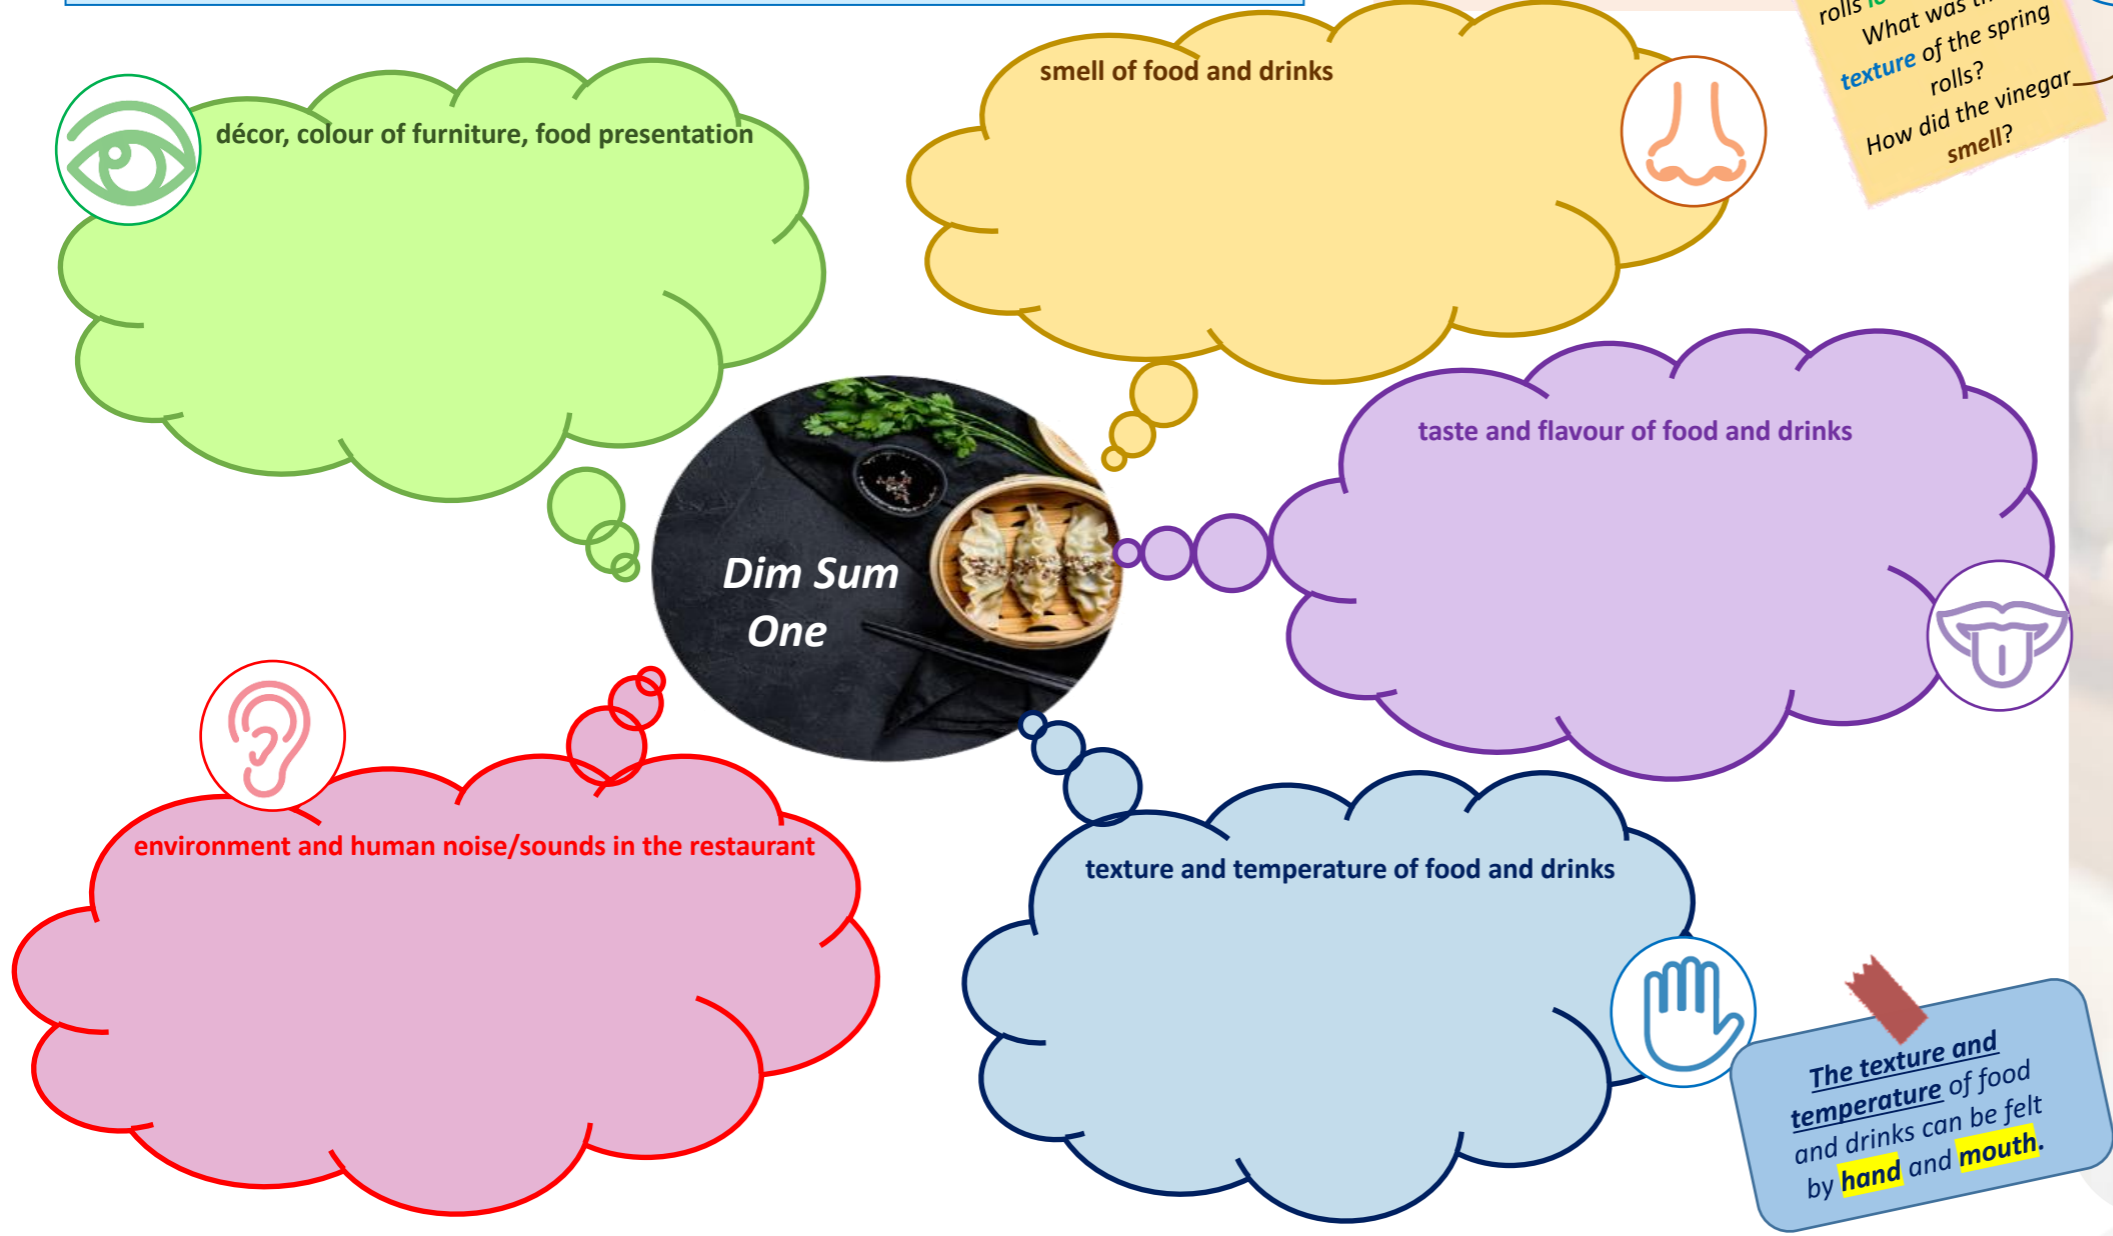 rolls
What was
texture of the spring
rolls?
How did the vinegar
smell?
smell of food and drinks
décor, colour of furniture, food presentation
taste and flavour of food and drinks
Dim Sum
One
environment and human noise/sounds in the restaurant
texture and temperature of food and drinks
The texture and
temperature of food
and drinks can be felt
by hand and mouth.